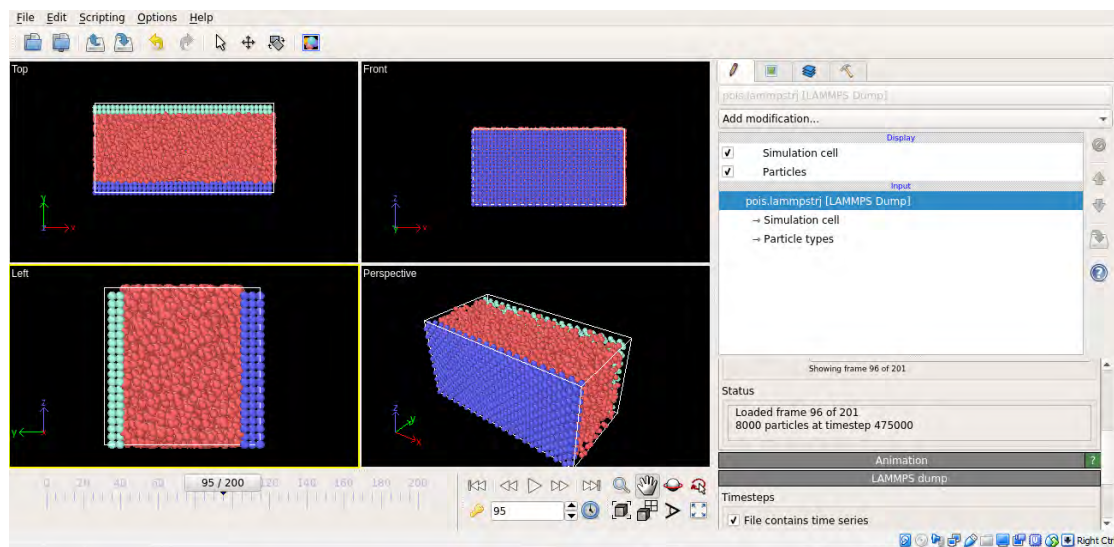 File Edit Scripting Options Help
Top
Front
y
x
z
x
Left
Perspective
z
y
z
y
x
pois.lammpstrj [LAMMPS Dump]
Add modification...
Display
Simulation cell
Particles
Input
pois.lammpstrj [LAMMPS Dump]
→ Simulation cell
→ Particle types
Showing frame 96 of 201
Status
Loaded frame 96 of 201
8000 particles at timestep 475000
Animation ?
LAMMPS dump
Timesteps
File contains time series
0 20 40 60 95 / 200 120 140 160 180 200
95
Right Ctr